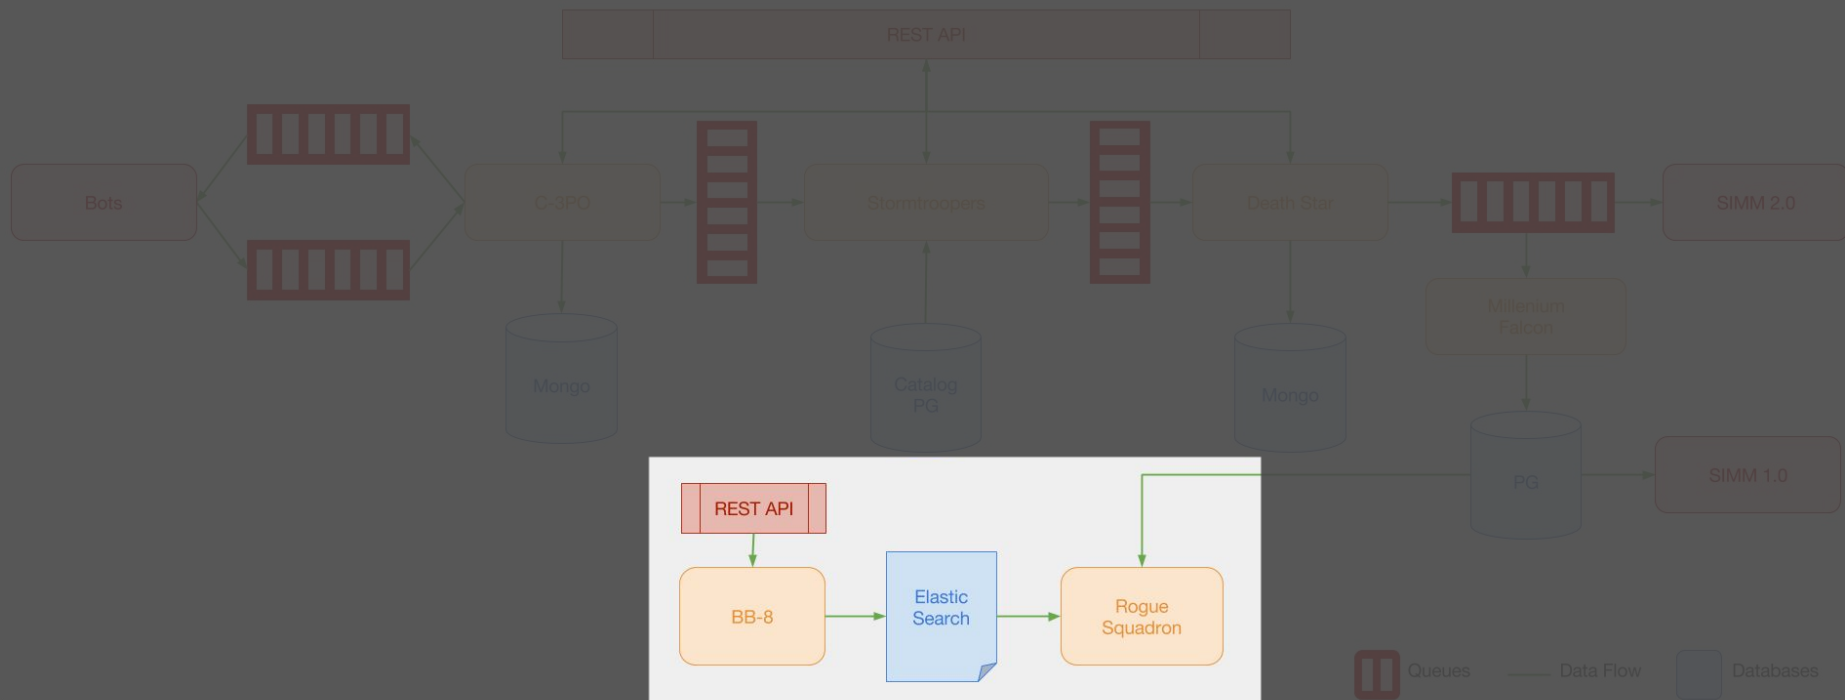 REST API
Bots
C-3PO
Stormtroopers
Death Star
SIMM 2.0
Millenium
Falcon
Mongo
Catalog
PG
Mongo
PG
SIMM 1.0
REST API
BB-8
Elastic
Search
Rogue
Squadron
Queues
Data Flow
Databases